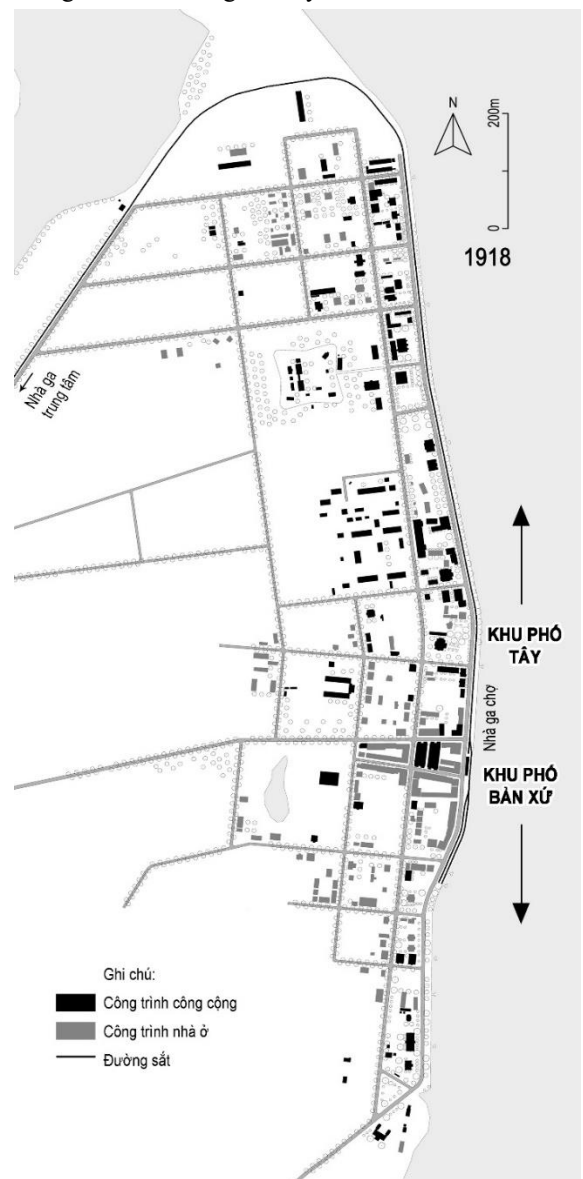 N
200m
0
1918
Nhà ga
trung tâm
KHU PHỐ
TÂY
Nhà ga chợ
KHU PHỐ
BẢN XỨ
Ghi chú:
Công trình công cộng
Công trình nhà ở
Đường sắt